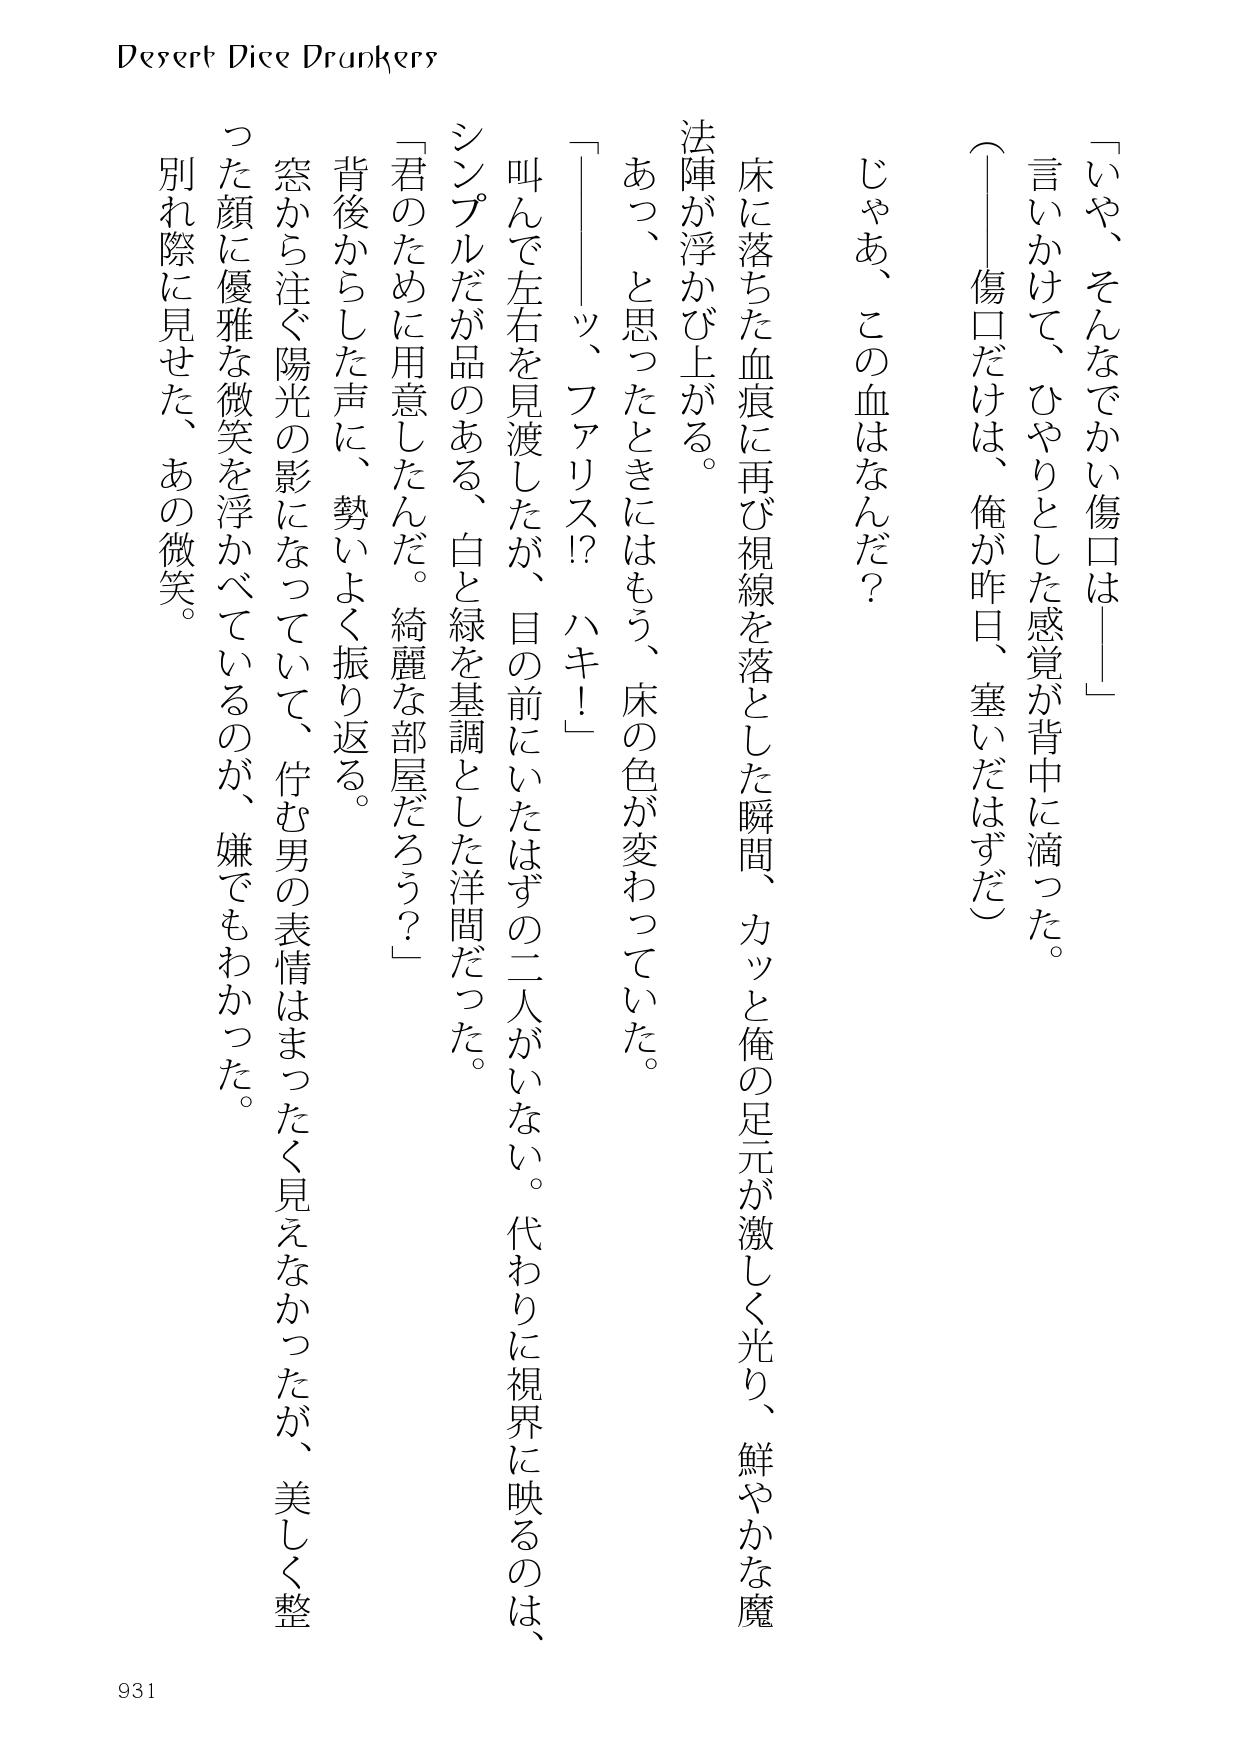 Desert Dice Drunkers
「いや、そんなでかい傷口は――」
　言いかけて、ひやりとした感覚が背中に滴った。
（――傷口だけは、俺が昨日、塞いだはずだ）
　じゃあ、この血はなんだ？
　床に落ちた血痕に再び視線を落とした瞬間、カッと俺の足元が激しく光り、鮮やかな魔
法陣が浮かび上がる。
　あっ、と思ったときにはもう、床の色が変わっていた。
「――――ッ、ファリス!?　ハキ！」
　叫んで左右を見渡したが、目の前にいたはずの二人がいない。代わりに視界に映るのは、
シンプルだが品のある、白と緑を基調とした洋間だった。
「君のために用意したんだ。綺麗な部屋だろう？」
　背後からした声に、勢いよく振り返る。
　窓から注ぐ陽光の影になっていて、佇む男の表情はまったく見えなかったが、美しく整
った顔に優雅な微笑を浮かべているのが、嫌でもわかった。
　別れ際に見せた、あの微笑。
931